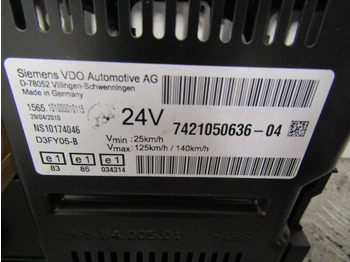 Siemens VDO Automotive AG
D-78052 Villingen-Schwenningen
Made in Germany
1565.101000010115
29/04/2010
24V
7421050636-04
NS10174046
D3FY05-B
Vmin: 25km/h
Vmax: 125km/h / 140km/h
e1 e1 e1
83 85 034314